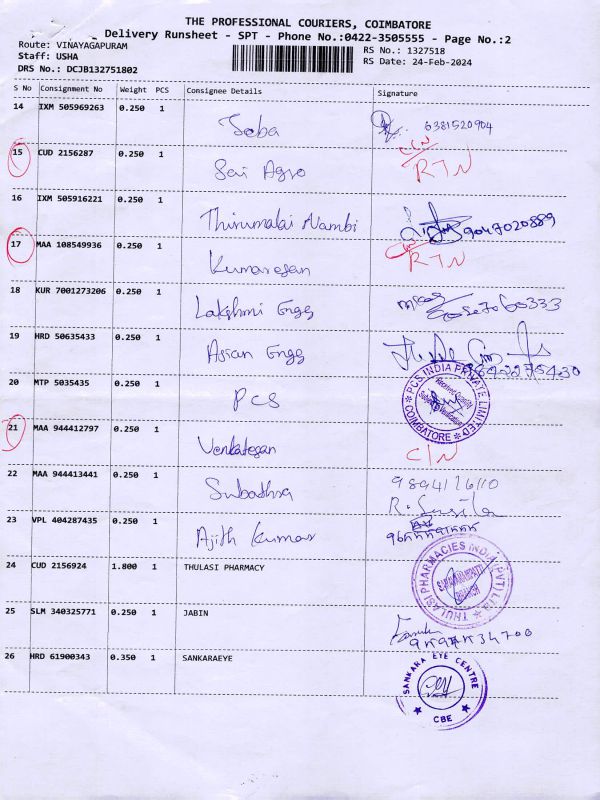 THE PROFESSIONAL COURIERS, COIMBATORE
Delivery Runsheet - SPT - Phone No.:0422-3505555 - Page No.:2
Route: VINAYAGAPURAM
Staff: USHA
DRS No.: DCJB132751802
RS No.: 1327518
RS Date: 24-Feb-2024
S No Consignment No Weight PCS Consignee Details Signature
14 IXM 505969263 0.250 1 Seba 6381520904
15 CUD 2156287 0.250 1 Sai Agro C/N RTN
16 IXM 505916221 0.250 1 Thirumalai Nambi 9047020889
17 MAA 108549936 0.250 1 Kumaresan RTN
18 KUR 7001273206 0.250 1 Lakshmi Engg
19 HRD 50635433 0.250 1 Assian Engg
20 MTP 5035435 0.250 1 PCS
PCS INDIA PRIVATE LIMITED
COIMBATORE
21 MAA 944412797 0.250 1 Venkatesan C/N
22 MAA 944413441 0.250 1 Subadhra
23 VPL 404287435 0.250 1 Ajith Kumar
24 CUD 2156924 1.800 1 THULASI PHARMACY
THULASI PHARMACIES INDIA (PVT) LTD.
BRANCH
25 SLM 340325771 0.250 1 JABIN
26 HRD 61900343 0.350 1 SANKARAEYE
SANKARA EYE CENTRE
CBE